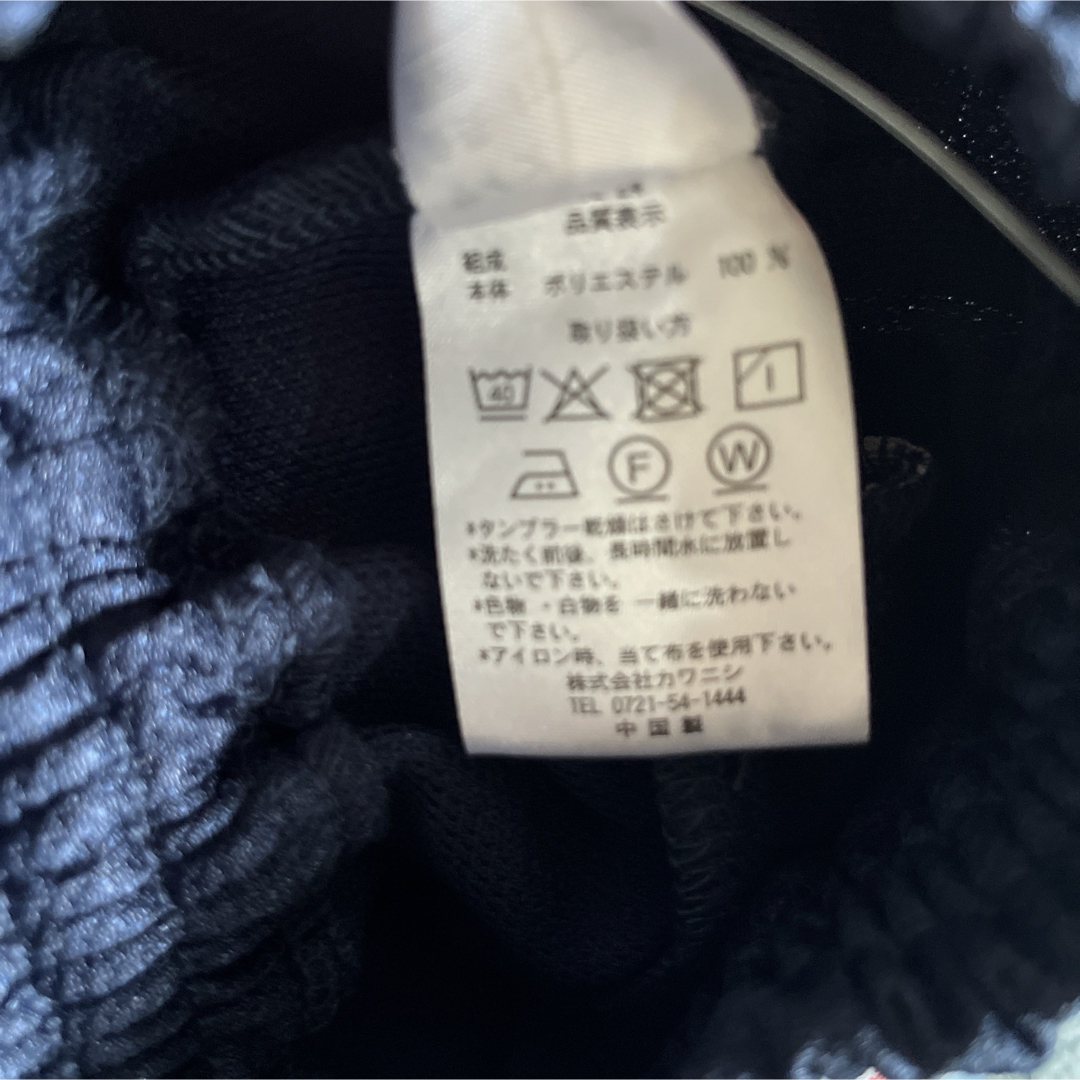 品質表示
組成
本体 ポリエステル 100 %
取り扱い方
40
F W
*タンブラー乾燥はさけて下さい。
*洗たく前後、長時間水に放置し
ないで下さい。
*色物・白物を 一緒に洗わない
で下さい。
*アイロン時、当て布を使用下さい。
株式会社カワニシ
TEL 0721-54-1444
中国製